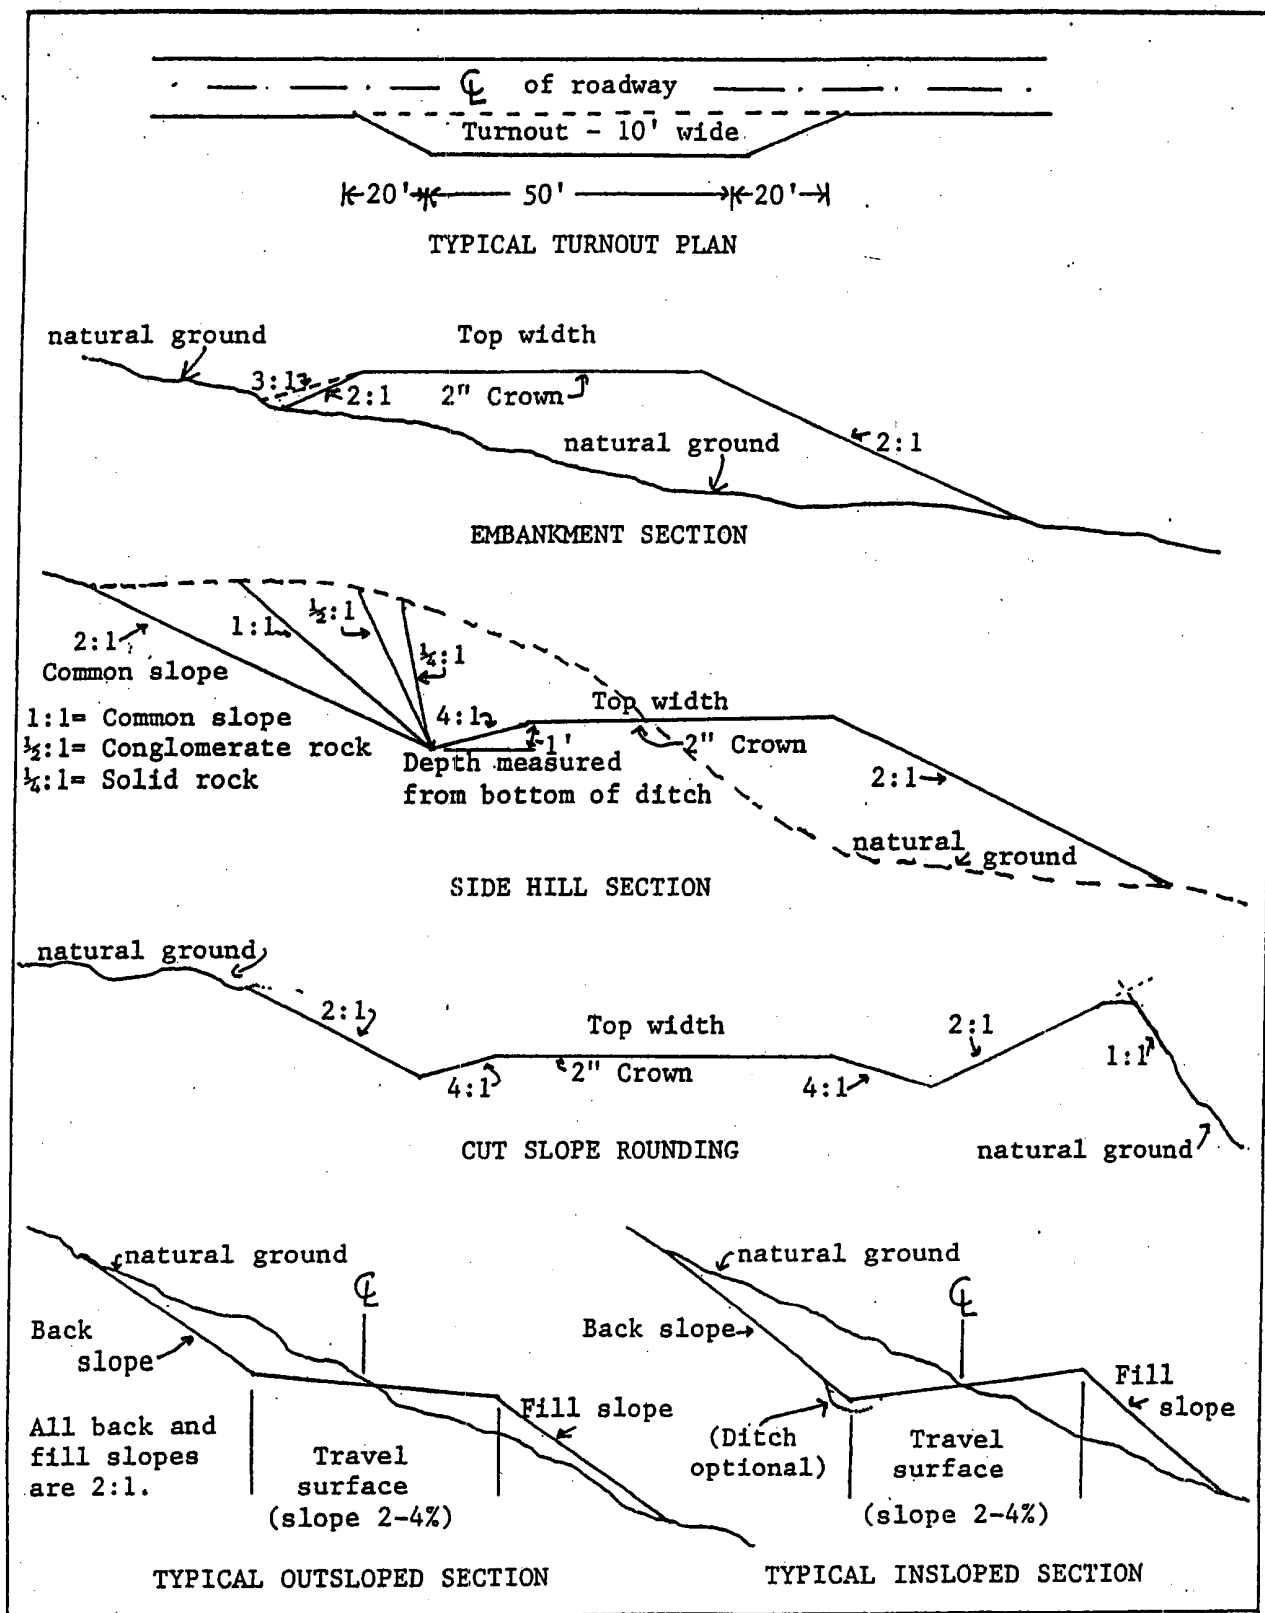 ℄ of roadway
Turnout - 10' wide
20' 50' 20'
TYPICAL TURNOUT PLAN
natural ground
Top width
3:1
2:1
2" Crown
natural ground
2:1
EMBANKMENT SECTION
½:1
1:1
2:1
Common slope
¼:1
1:1= Common slope
½:1= Conglomerate rock
¼:1= Solid rock
4:1
Top width
1'
2" Crown
Depth measured
from bottom of ditch
2:1
natural
ground
SIDE HILL SECTION
natural ground
2:1
Top width
2:1
1:1
4:1
2" Crown
4:1
CUT SLOPE ROUNDING
natural ground
natural ground
℄
Back
slope
Fill slope
All back and
fill slopes
are 2:1.
Travel
surface
(slope 2-4%)
TYPICAL OUTSLOPED SECTION
natural ground
℄
Back slope
Fill
slope
(Ditch
optional)
Travel
surface
(slope 2-4%)
TYPICAL INSLOPED SECTION